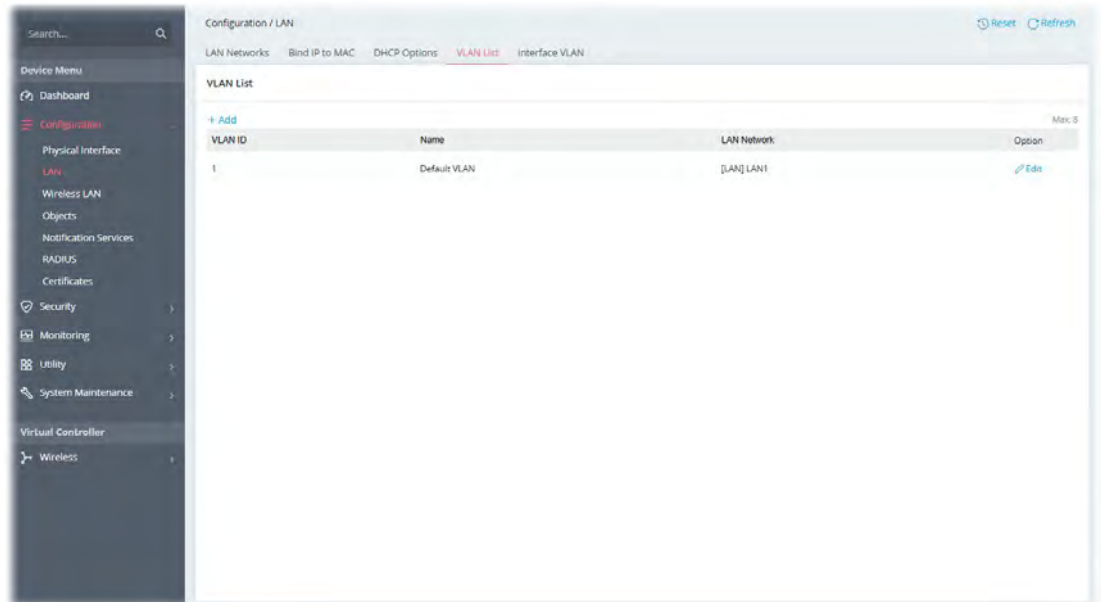 Search...
Device Menu
Dashboard
Configuration
Physical Interface
LAN
Wireless LAN
Objects
Notification Services
RADIUS
Certificates
Security
Monitoring
Utility
System Maintenance
Virtual Controller
Wireless
Configuration / LAN
Reset Refresh
LAN Networks Bind IP to MAC DHCP Options VLAN List Interface VLAN
VLAN List
+ Add Max: 8
VLAN ID Name LAN Network Option
1 Default VLAN [LAN] LAN1 Edit